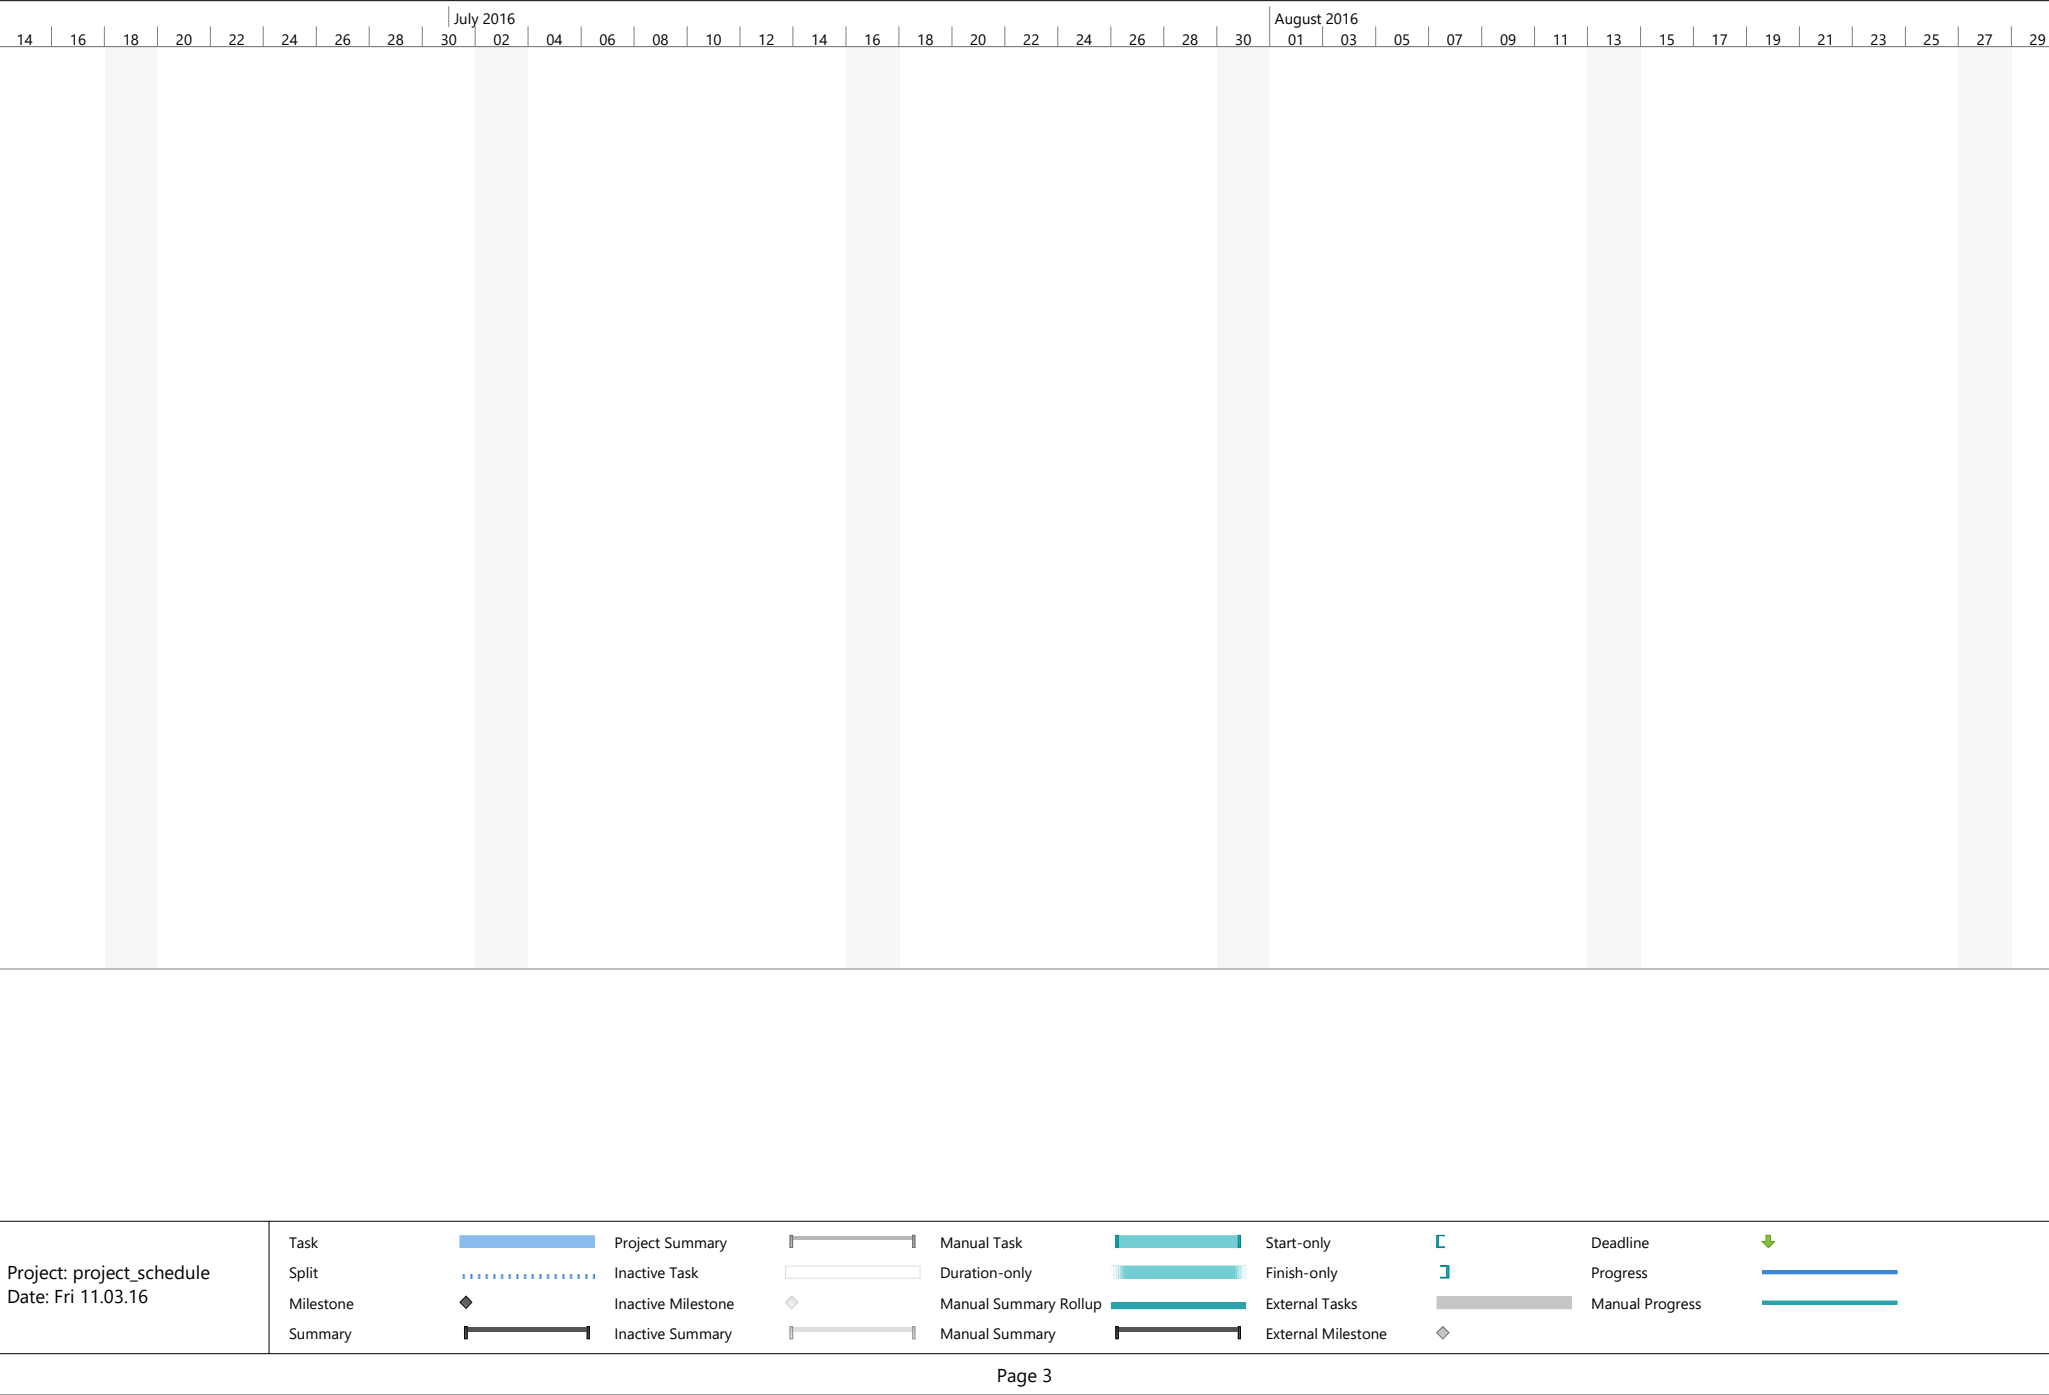 July 2016 August 2016
14 16 18 20 22 24 26 28 30 02 04 06 08 10 12 14 16 18 20 22 24 26 28 30 01 03 05 07 09 11 13 15 17 19 21 23 25 27 29
Project: project_schedule
Date: Fri 11.03.16
Task Project Summary Manual Task Start-only Deadline
Split Inactive Task Duration-only Finish-only Progress
Milestone Inactive Milestone Manual Summary Rollup External Tasks Manual Progress
Summary Inactive Summary Manual Summary External Milestone
Page 3